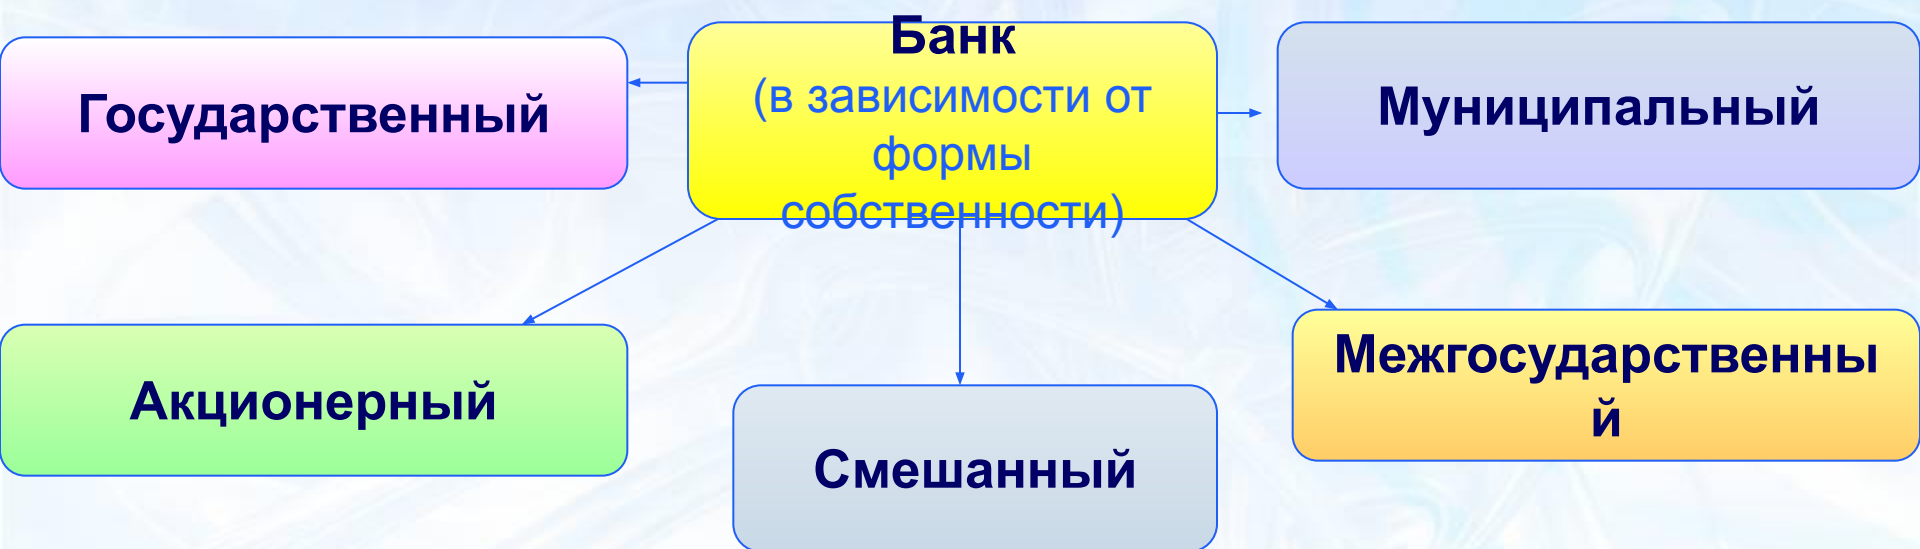 Государственный
Банк
(в зависимости от
формы
собственности)
Муниципальный
Акционерный
Смешанный
Межгосударственны
й